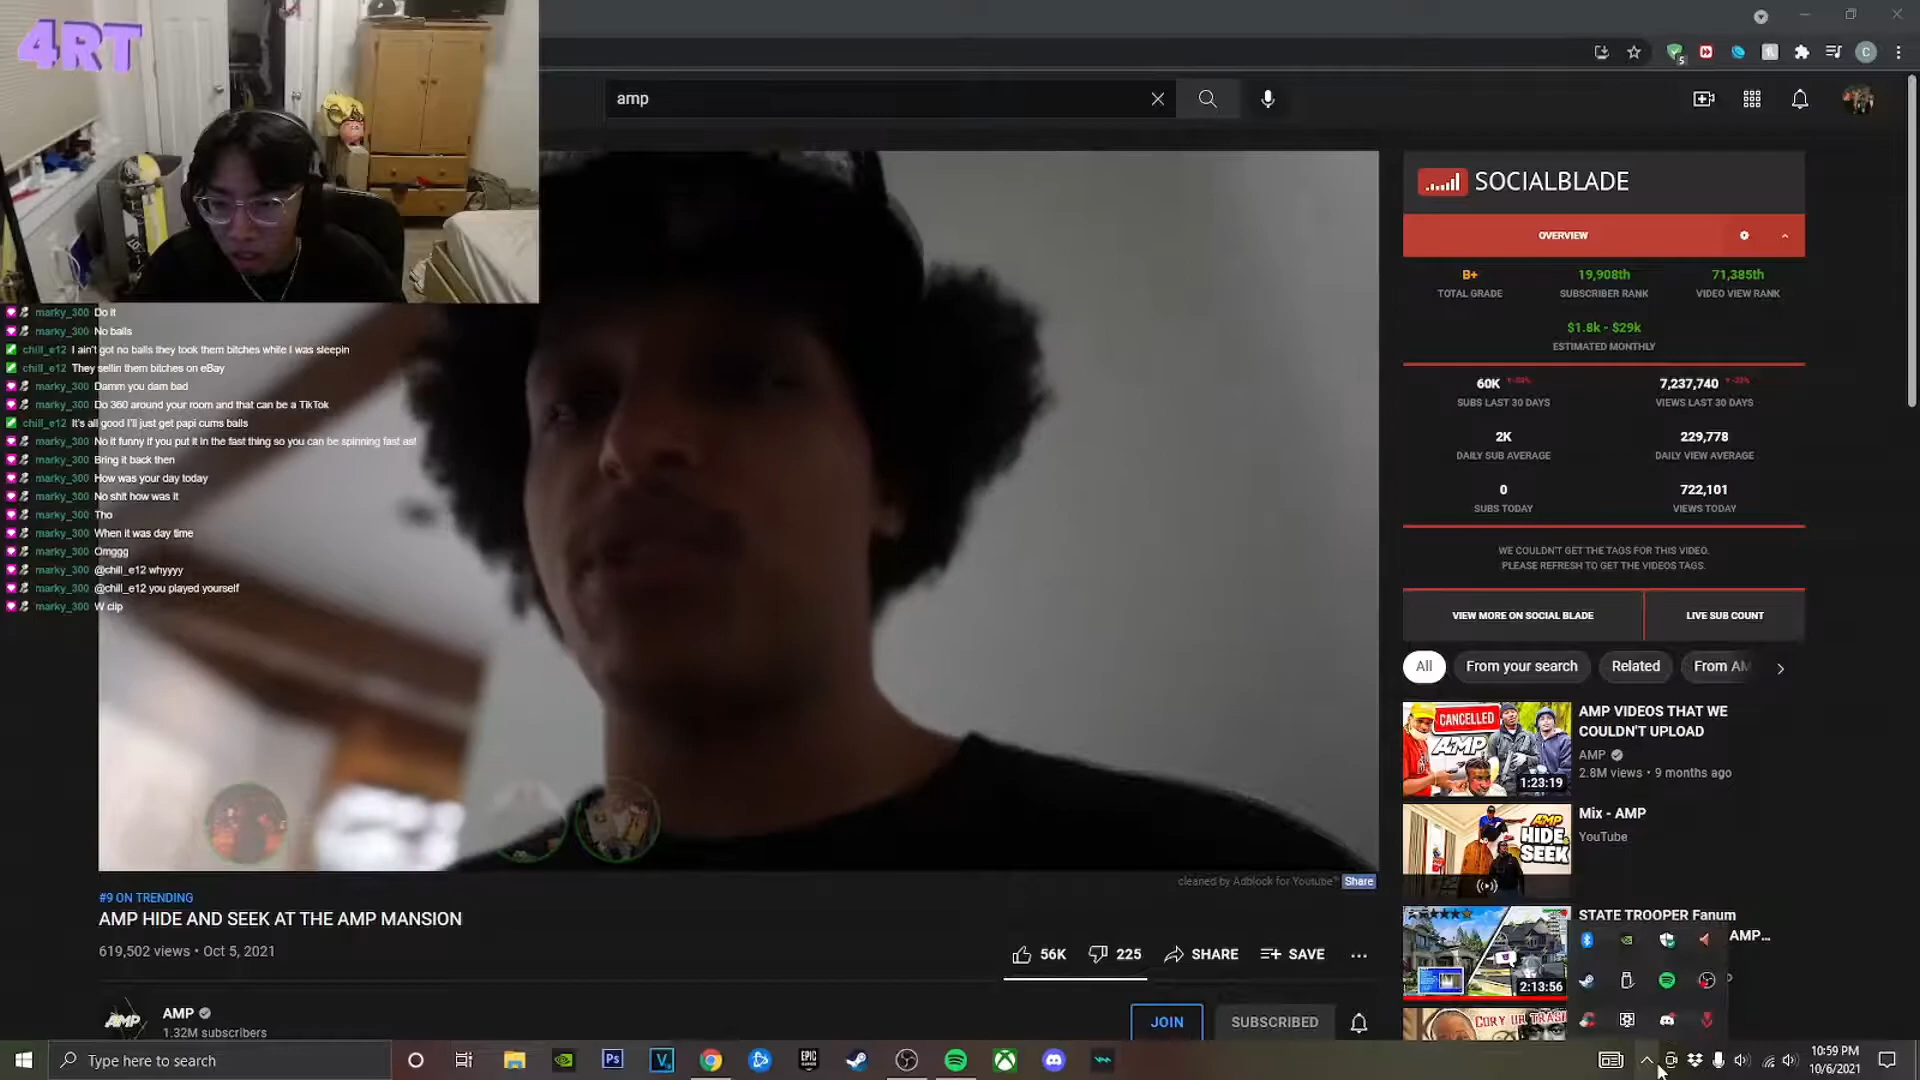 4RT
amp
marky_300 Do it
marky_300 No balls
chill_e12 I ain't got no balls they took them bitches while I was sleepin
chill_e12 They sellin them bitches on eBay
marky_300 Damm you dam bad
marky_300 Do 360 around your room and that can be a TikTok
chill_e12 It's all good I'll just get papi cums balls
marky_300 No it funny if you put it in the fast thing so you can be spinning fast asf
marky_300 Bring it back then
marky_300 How was your day today
marky_300 No shit how was it
marky_300 Tho
marky_300 When it was day time
marky_300 Omggg
marky_300 @chill_e12 whyyyy
marky_300 @chill_e12 you played yourself
marky_300 W clip
cleaned by Adblock for Youtube™ Share
#9 ON TRENDING
AMP HIDE AND SEEK AT THE AMP MANSION
619,502 views • Oct 5, 2021
56K 225 SHARE SAVE
AMP
AMP
1.32M subscribers
JOIN SUBSCRIBED
SOCIALBLADE
OVERVIEW
B+ 19,908th 71,385th
TOTAL GRADE SUBSCRIBER RANK VIDEO VIEW RANK
$1.8k - $29k
ESTIMATED MONTHLY
60K 7,237,740
SUBS LAST 30 DAYS VIEWS LAST 30 DAYS
2K 229,778
DAILY SUB AVERAGE DAILY VIEW AVERAGE
0 722,101
SUBS TODAY VIEWS TODAY
WE COULDN'T GET THE TAGS FOR THIS VIDEO.
PLEASE REFRESH TO GET THE VIDEOS TAGS.
VIEW MORE ON SOCIAL BLADE LIVE SUB COUNT
All From your search Related From AM
CANCELLED
AMP
1:23:19
AMP VIDEOS THAT WE
COULDN'T UPLOAD
AMP
2.8M views • 9 months ago
AMP
HIDE
SEEK
Mix - AMP
YouTube
2:13:56
STATE TROOPER Fanum
AMP...
Type here to search
10:59 PM
10/6/2021